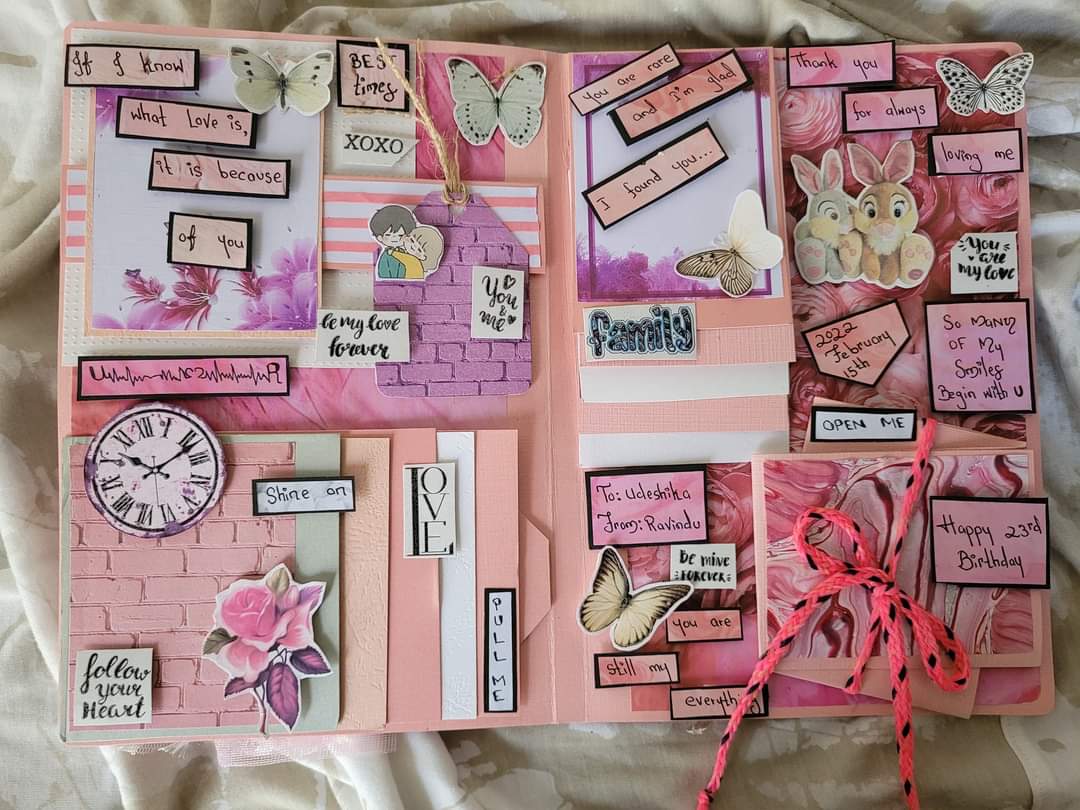 If I know
what Love is,
it is because
of you
BEST
times
XOXO
You
&
me
be my love
forever
Shine on
LOVE
PULL ME
follow
your
Heart
You are rare
and I'm glad
I found you...
family
Thank you
for always
loving me
You
are
my love
2022
February
15th
So Many
OF My
Smiles
Begin with U
OPEN ME
To: Udeshika
From: Ravindu
Happy 23rd
Birthday
Be mine
FOREVER
you are
still my
everything